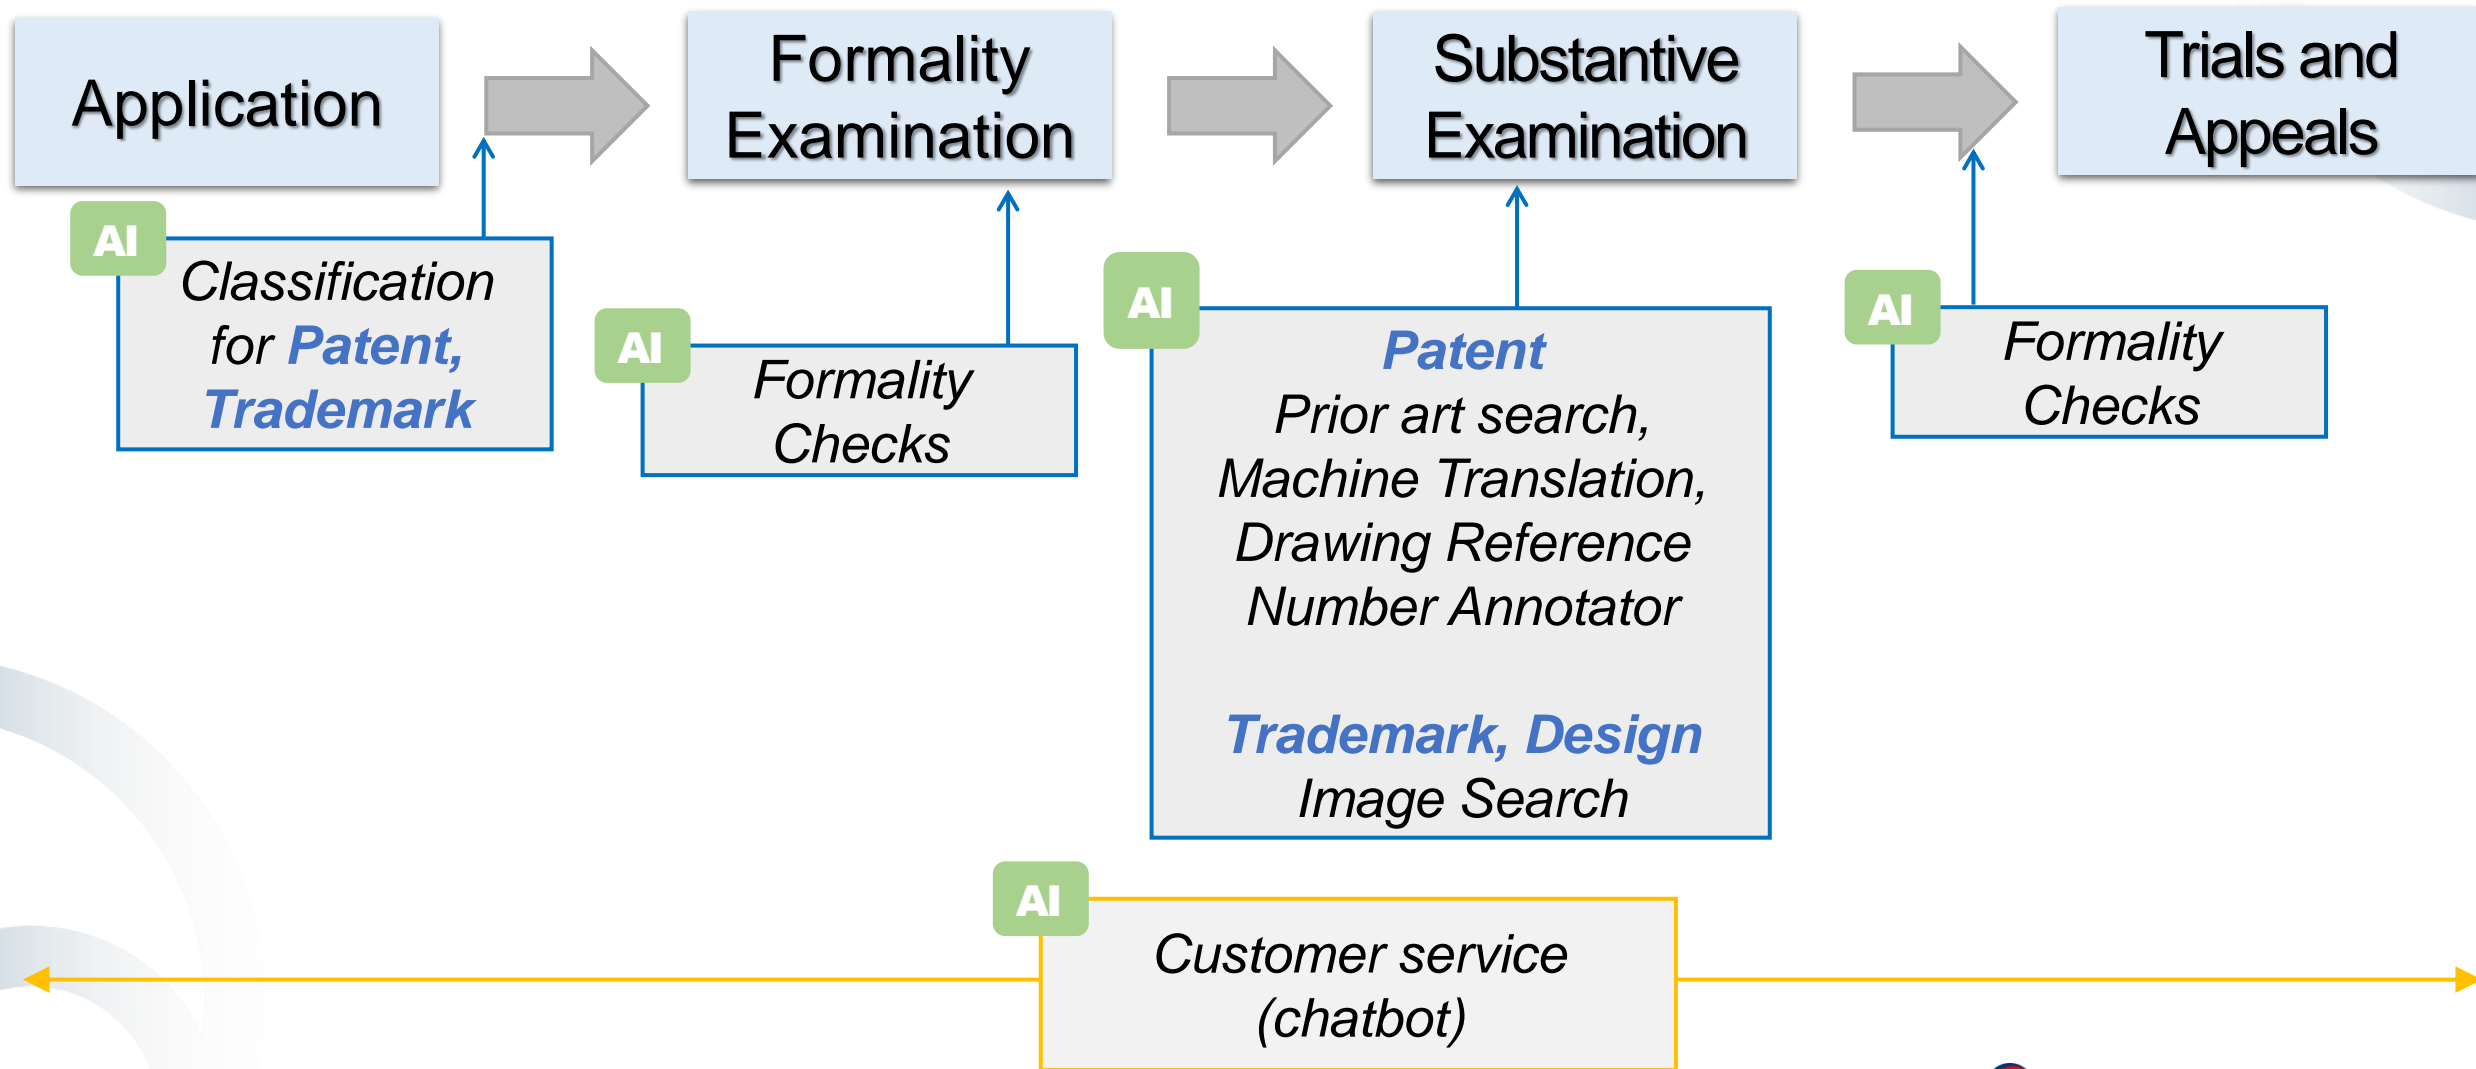 Application
Formality
Examination
Substantive
Examination
Trials and
Appeals
AI
Classification
for Patent,
Trademark
AI
Formality
Checks
AI
Patent
Prior art search,
Machine Translation,
Drawing Reference
Number Annotator
Trademark, Design
Image Search
AI
Formality
Checks
AI
Customer service
(chatbot)